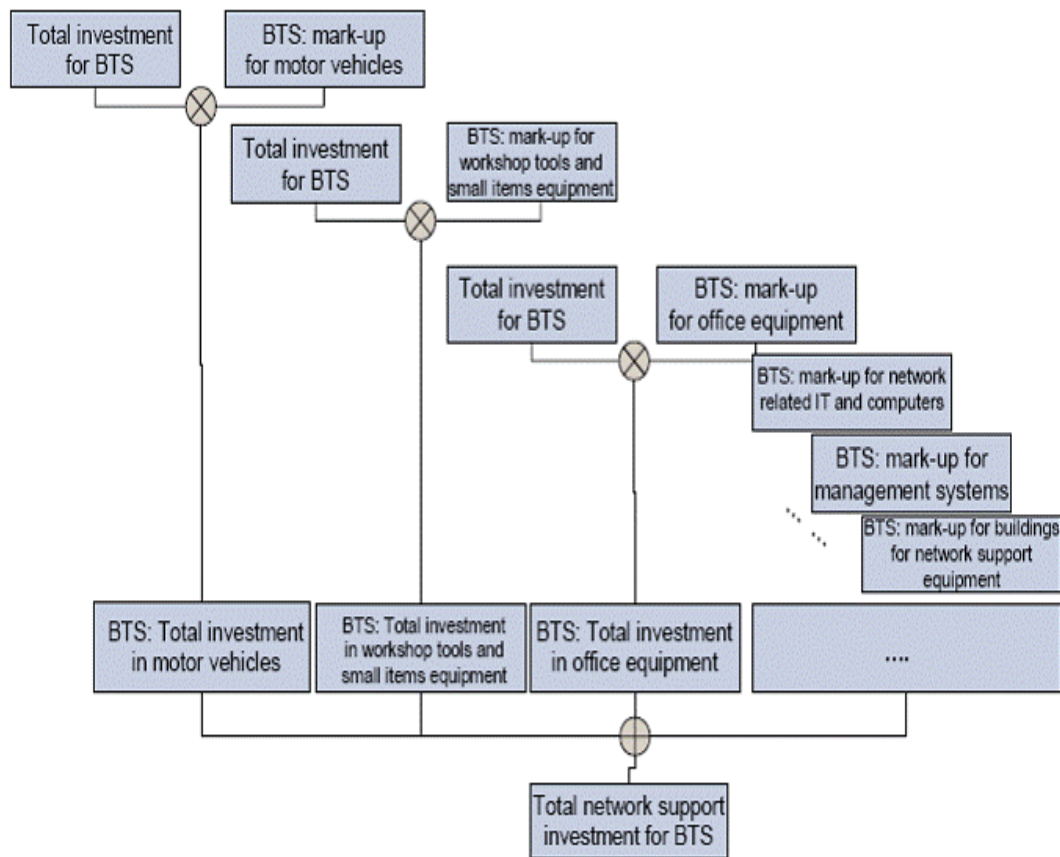 Total investment
for BTS
BTS: mark-up
for motor vehicles
Total investment
for BTS
BTS: mark-up for
workshop tools and
small items equipment
Total investment
for BTS
BTS: mark-up
for office equipment
BTS: mark-up for network
related IT and computers
BTS: mark-up for
management systems
BTS: mark-up for buildings
for network support
equipment
BTS: Total investment
in motor vehicles
BTS: Total investment
in workshop tools and
small items equipment
BTS: Total investment
in office equipment
....
Total network support
investment for BTS